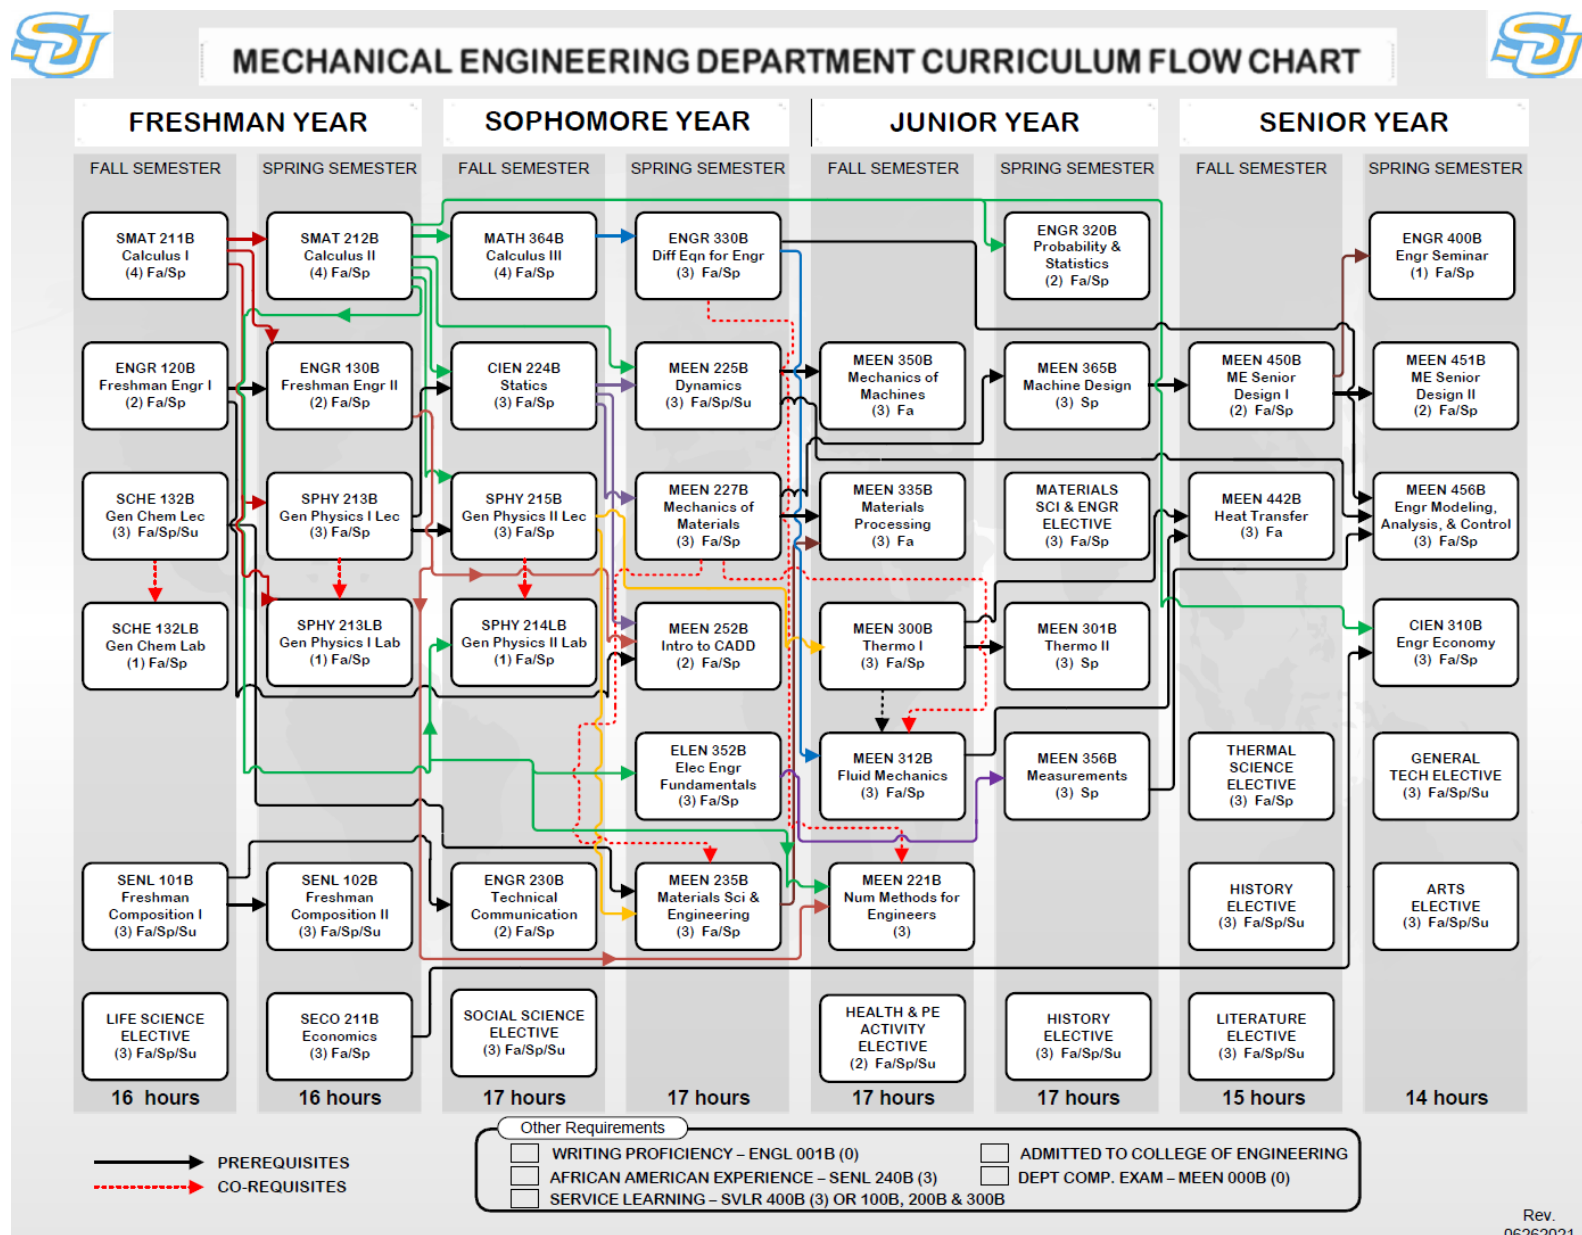 SU
SU
MECHANICAL ENGINEERING DEPARTMENT CURRICULUM FLOW CHART
FRESHMAN YEAR
SOPHOMORE YEAR
JUNIOR YEAR
SENIOR YEAR
FALL SEMESTER
SPRING SEMESTER
FALL SEMESTER
SPRING SEMESTER
FALL SEMESTER
SPRING SEMESTER
FALL SEMESTER
SPRING SEMESTER
SMAT 211B
Calculus I
(4) Fa/Sp
SMAT 212B
Calculus II
(4) Fa/Sp
MATH 364B
Calculus III
(4) Fa/Sp
ENGR 330B
Diff Eqn for Engr
(3) Fa/Sp
ENGR 320B
Probability &
Statistics
(2) Fa/Sp
ENGR 400B
Engr Seminar
(1) Fa/Sp
ENGR 120B
Freshman Engr I
(2) Fa/Sp
ENGR 130B
Freshman Engr II
(2) Fa/Sp
CIEN 224B
Statics
(3) Fa/Sp
MEEN 225B
Dynamics
(3) Fa/Sp/Su
MEEN 350B
Mechanics of
Machines
(3) Fa
MEEN 365B
Machine Design
(3) Sp
MEEN 450B
ME Senior
Design I
(2) Fa/Sp
MEEN 451B
ME Senior
Design II
(2) Fa/Sp
SCHE 132B
Gen Chem Lec
(3) Fa/Sp/Su
SPHY 213B
Gen Physics I Lec
(3) Fa/Sp
SPHY 215B
Gen Physics II Lec
(3) Fa/Sp
MEEN 227B
Mechanics of
Materials
(3) Fa/Sp
MEEN 335B
Materials
Processing
(3) Fa
MATERIALS
SCI & ENGR
ELECTIVE
(3) Fa/Sp
MEEN 442B
Heat Transfer
(3) Fa
MEEN 456B
Engr Modeling,
Analysis, & Control
(3) Fa/Sp
SCHE 132LB
Gen Chem Lab
(1) Fa/Sp
SPHY 213LB
Gen Physics I Lab
(1) Fa/Sp
SPHY 214LB
Gen Physics II Lab
(1) Fa/Sp
MEEN 252B
Intro to CADD
(2) Fa/Sp
MEEN 300B
Thermo I
(3) Fa/Sp
MEEN 301B
Thermo II
(3) Sp
CIEN 310B
Engr Economy
(3) Fa/Sp
ELEN 352B
Elec Engr
Fundamentals
(3) Fa/Sp
MEEN 312B
Fluid Mechanics
(3) Fa/Sp
MEEN 356B
Measurements
(3) Sp
THERMAL
SCIENCE
ELECTIVE
(3) Fa/Sp
GENERAL
TECH ELECTIVE
(3) Fa/Sp/Su
SENL 101B
Freshman
Composition I
(3) Fa/Sp/Su
SENL 102B
Freshman
Composition II
(3) Fa/Sp/Su
ENGR 230B
Technical
Communication
(2) Fa/Sp
MEEN 235B
Materials Sci &
Engineering
(3) Fa/Sp
MEEN 221B
Num Methods for
Engineers
(3)
HISTORY
ELECTIVE
(3) Fa/Sp/Su
ARTS
ELECTIVE
(3) Fa/Sp/Su
LIFE SCIENCE
ELECTIVE
(3) Fa/Sp/Su
SECO 211B
Economics
(3) Fa/Sp
SOCIAL SCIENCE
ELECTIVE
(3) Fa/Sp/Su
HEALTH & PE
ACTIVITY
ELECTIVE
(2) Fa/Sp/Su
HISTORY
ELECTIVE
(3) Fa/Sp/Su
LITERATURE
ELECTIVE
(3) Fa/Sp/Su
16 hours
16 hours
17 hours
17 hours
17 hours
17 hours
15 hours
14 hours
PREREQUISITES
CO-REQUISITES
Other Requirements
WRITING PROFICIENCY – ENGL 001B (0)
AFRICAN AMERICAN EXPERIENCE – SENL 240B (3)
SERVICE LEARNING – SVLR 400B (3) OR 100B, 200B & 300B
ADMITTED TO COLLEGE OF ENGINEERING
DEPT COMP. EXAM – MEEN 000B (0)
Rev.
06262021